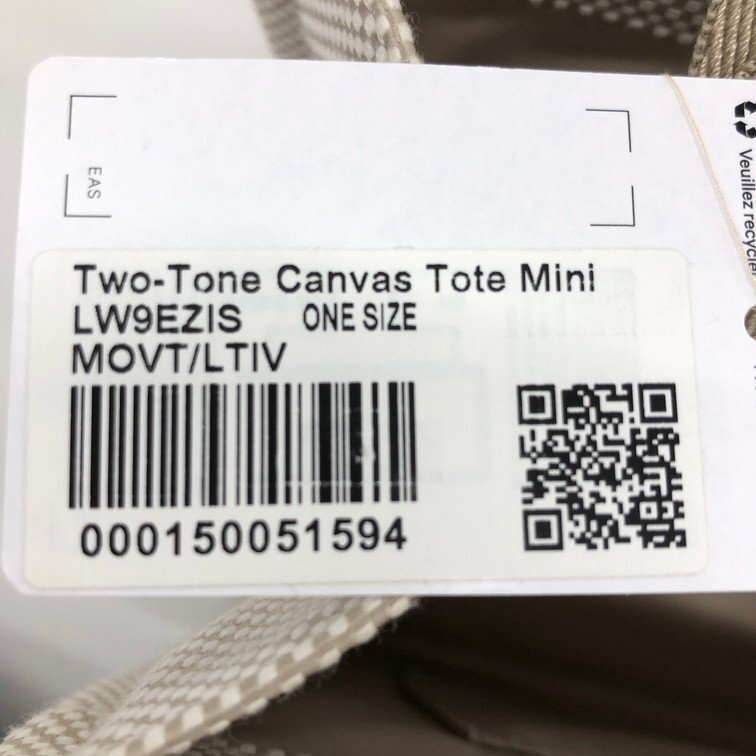 EAS
Veuillez recycler
Two-Tone Canvas Tote Mini
LW9EZIS ONE SIZE
MOVT/LTIV
000150051594